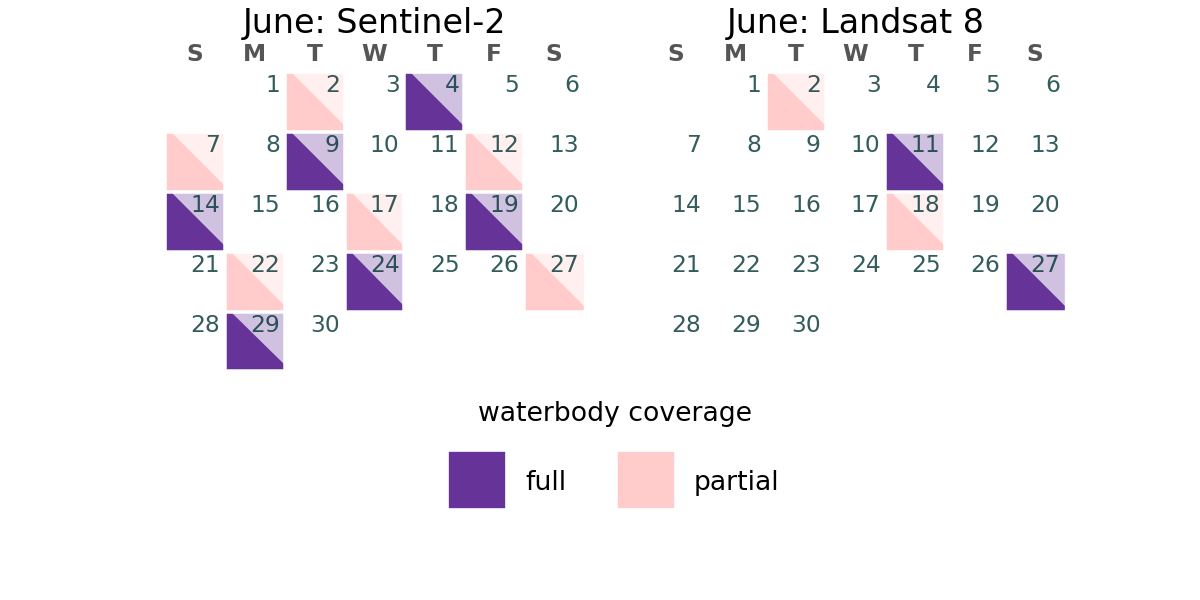 June: Sentinel-2
S M T W T F S
1 2 3 4 5 6
7 8 9 10 11 12 13
14 15 16 17 18 19 20
21 22 23 24 25 26 27
28 29 30
June: Landsat 8
S M T W T F S
1 2 3 4 5 6
7 8 9 10 11 12 13
14 15 16 17 18 19 20
21 22 23 24 25 26 27
28 29 30
waterbody coverage
full partial